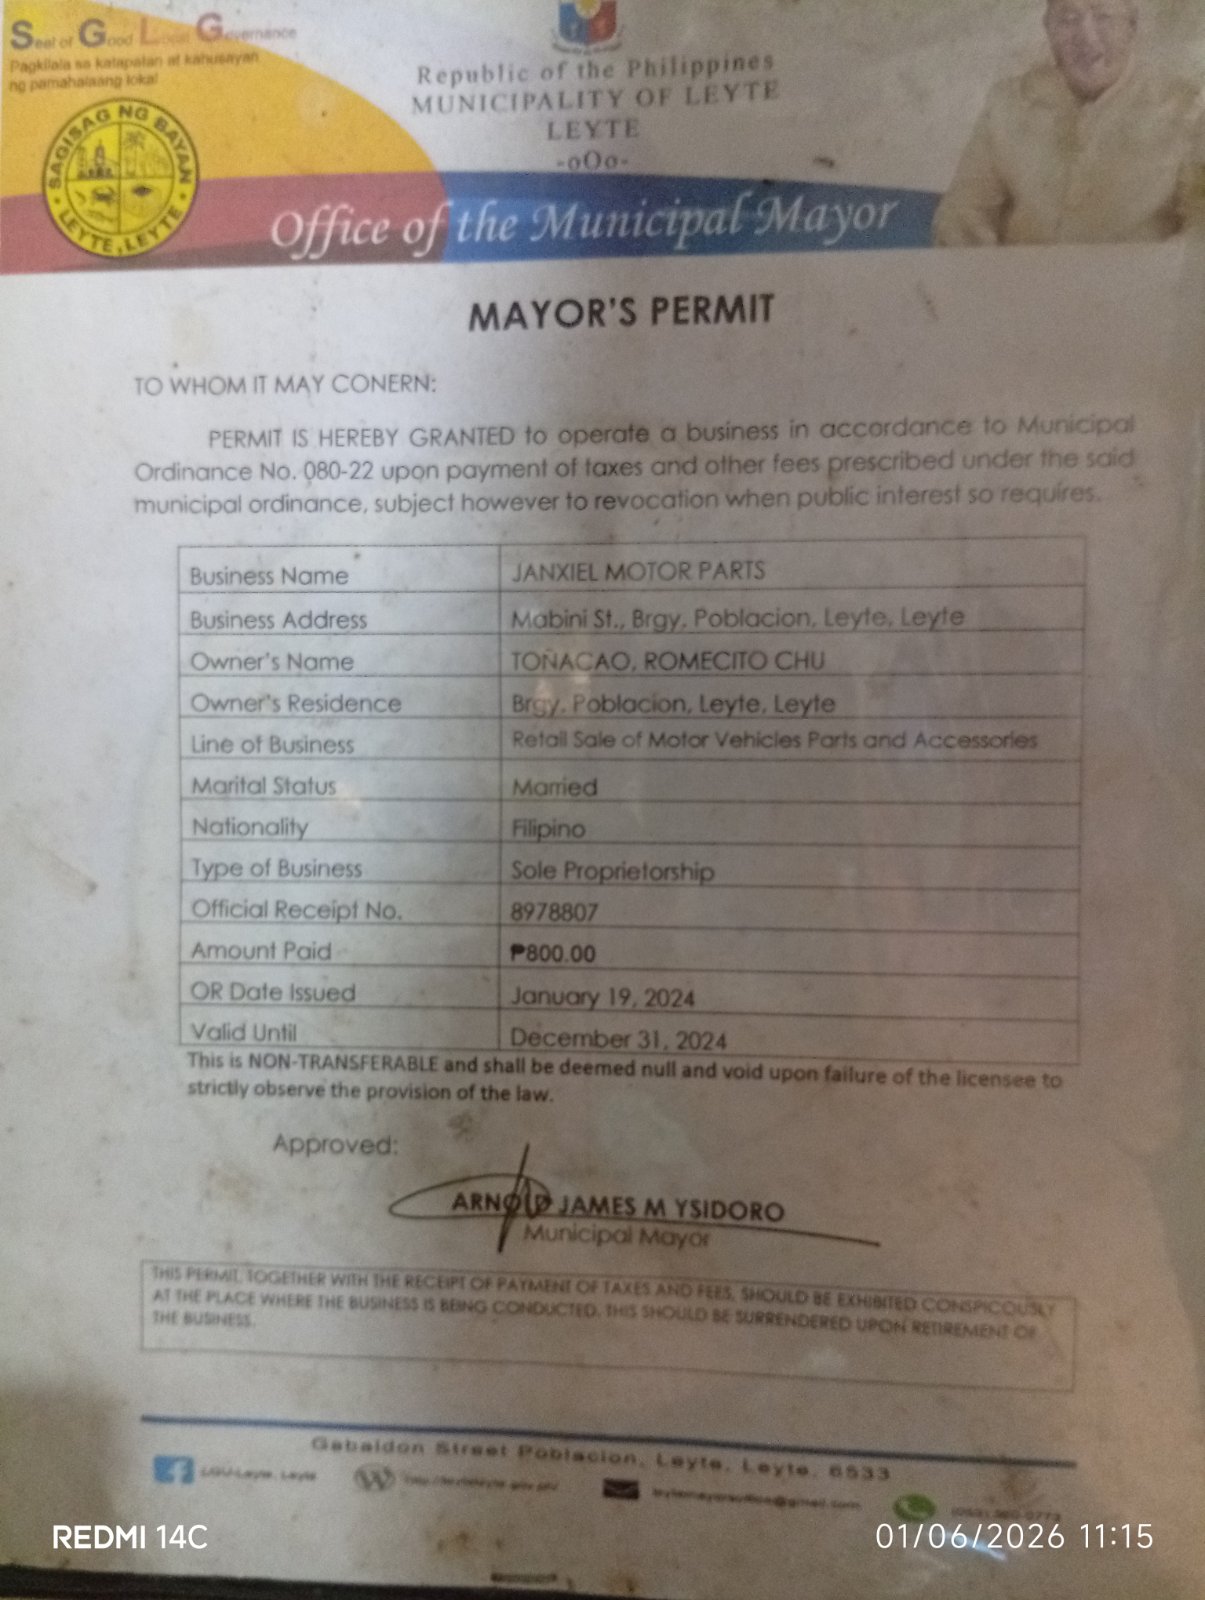 Seal of Good Local Governance
Pagkilala sa katapatan at kahusayan
ng pamahalaang lokal
SAGISAG NG BAYAN
LEYTE, LEYTE
Republic of the Philippines
MUNICIPALITY OF LEYTE
LEYTE
-oOo-
Office of the Municipal Mayor
MAYOR'S PERMIT
TO WHOM IT MAY CONERN:
PERMIT IS HEREBY GRANTED to operate a business in accordance to Municipal
Ordinance No. 080-22 upon payment of taxes and other fees prescribed under the said
municipal ordinance, subject however to revocation when public interest so requires.
Business Name JANXIEL MOTOR PARTS
Business Address Mabini St., Brgy. Poblacion, Leyte, Leyte
Owner's Name TOÑACAO, ROMECITO CHU
Owner's Residence Brgy. Poblacion, Leyte, Leyte
Line of Business Retail Sale of Motor Vehicles Parts and Accessories
Marital Status Married
Nationality Filipino
Type of Business Sole Proprietorship
Official Receipt No. 8978807
Amount Paid ₱800.00
OR Date Issued January 19, 2024
Valid Until December 31, 2024
This is NON-TRANSFERABLE and shall be deemed null and void upon failure of the licensee to
strictly observe the provision of the law.
Approved:
ARNOLD JAMES M YSIDORO
Municipal Mayor
THIS PERMIT, TOGETHER WITH THE RECEIPT OF PAYMENT OF TAXES AND FEES, SHOULD BE EXHIBITED CONSPICOUSLY
AT THE PLACE WHERE THE BUSINESS IS BEING CONDUCTED. THIS SHOULD BE SURRENDERED UPON RETIREMENT OF
THE BUSINESS.
Gabaldon Street Poblacion, Leyte, Leyte, 6533
LGU-Leyte, Leyte
REDMI 14C
01/06/2026 11:15